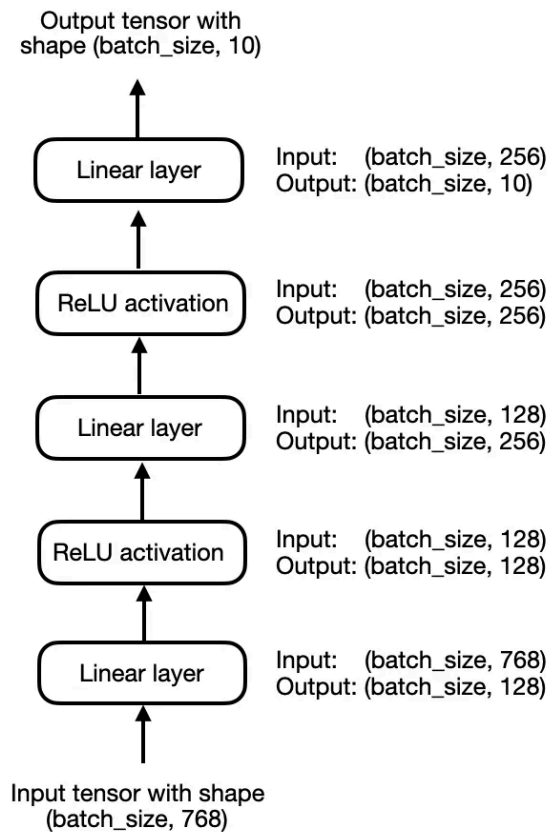 Output tensor with
shape (batch_size, 10)
Linear layer
Input: (batch_size, 256)
Output: (batch_size, 10)
ReLU activation
Input: (batch_size, 256)
Output: (batch_size, 256)
Linear layer
Input: (batch_size, 128)
Output: (batch_size, 256)
ReLU activation
Input: (batch_size, 128)
Output: (batch_size, 128)
Linear layer
Input: (batch_size, 768)
Output: (batch_size, 128)
Input tensor with shape
(batch_size, 768)